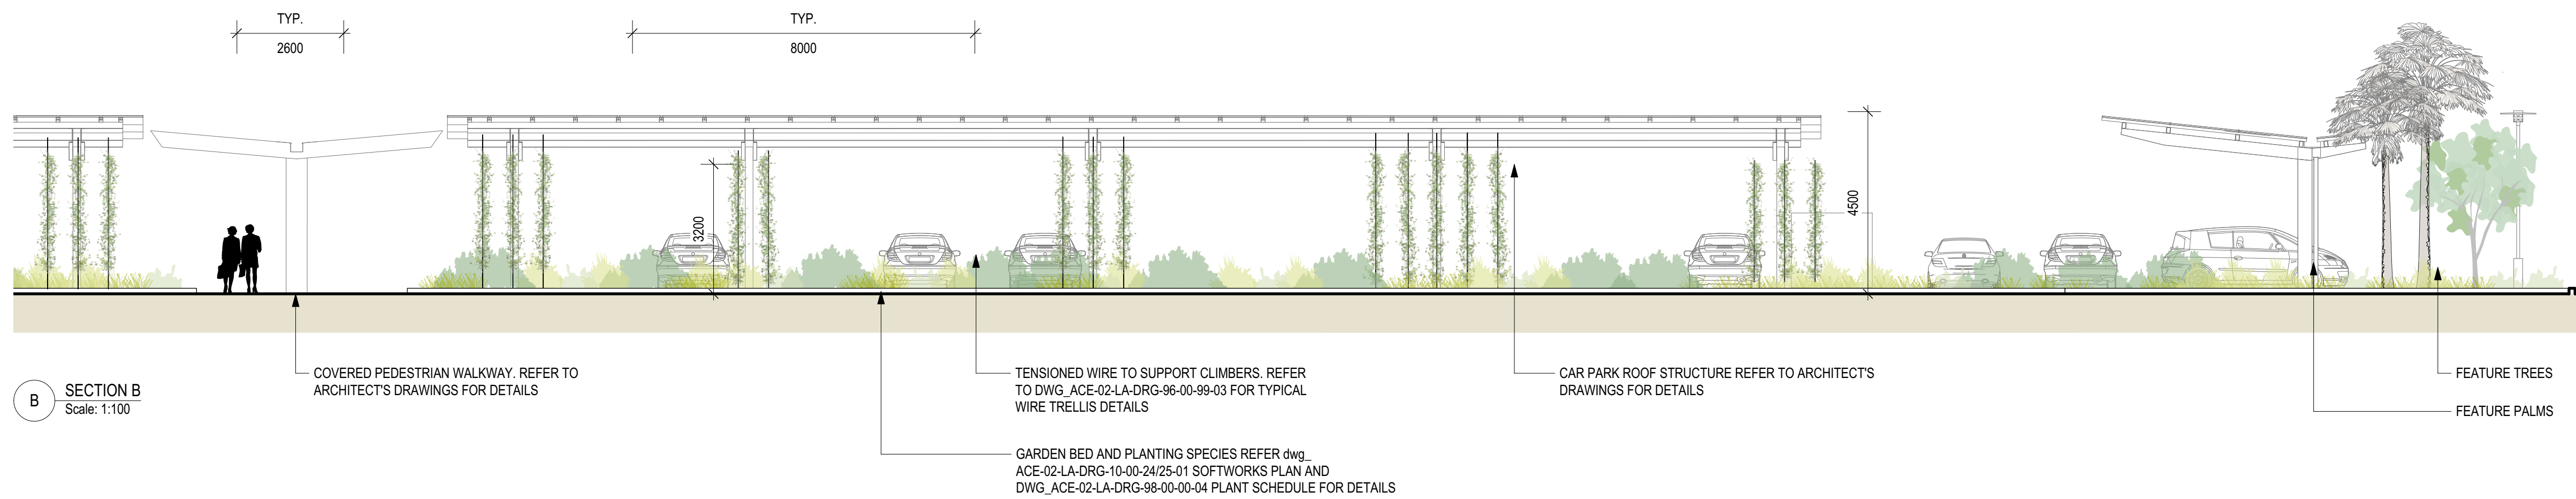 TYP.
2600
TYP.
8000
3200
4500
COVERED PEDESTRIAN WALKWAY. REFER TO
ARCHITECT'S DRAWINGS FOR DETAILS
TENSIONED WIRE TO SUPPORT CLIMBERS. REFER
TO DWG_ACE-02-LA-DRG-96-00-99-03 FOR TYPICAL
WIRE TRELLIS DETAILS
CAR PARK ROOF STRUCTURE REFER TO ARCHITECT'S
DRAWINGS FOR DETAILS
FEATURE TREES
FEATURE PALMS
B
SECTION B
Scale: 1:100
GARDEN BED AND PLANTING SPECIES REFER dwg_
ACE-02-LA-DRG-10-00-24/25-01 SOFTWORKS PLAN AND
DWG_ACE-02-LA-DRG-98-00-00-04 PLANT SCHEDULE FOR DETAILS